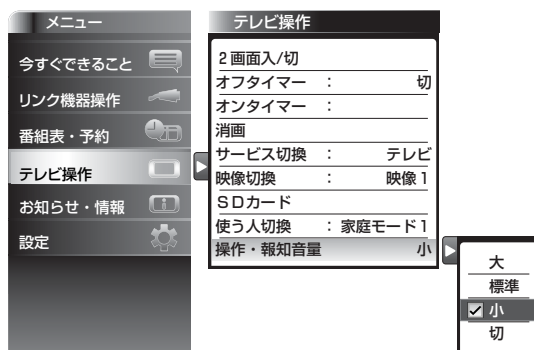 メニュー
今すぐできること
リンク機器操作
番組表・予約
テレビ操作
お知らせ・情報
設定
テレビ操作
2画面入/切
オフタイマー : 切
オンタイマー :
消画
サービス切換 : テレビ
映像切換 : 映像1
SDカード
使う人切換 : 家庭モード1
操作・報知音量 小
大
標準
小
切